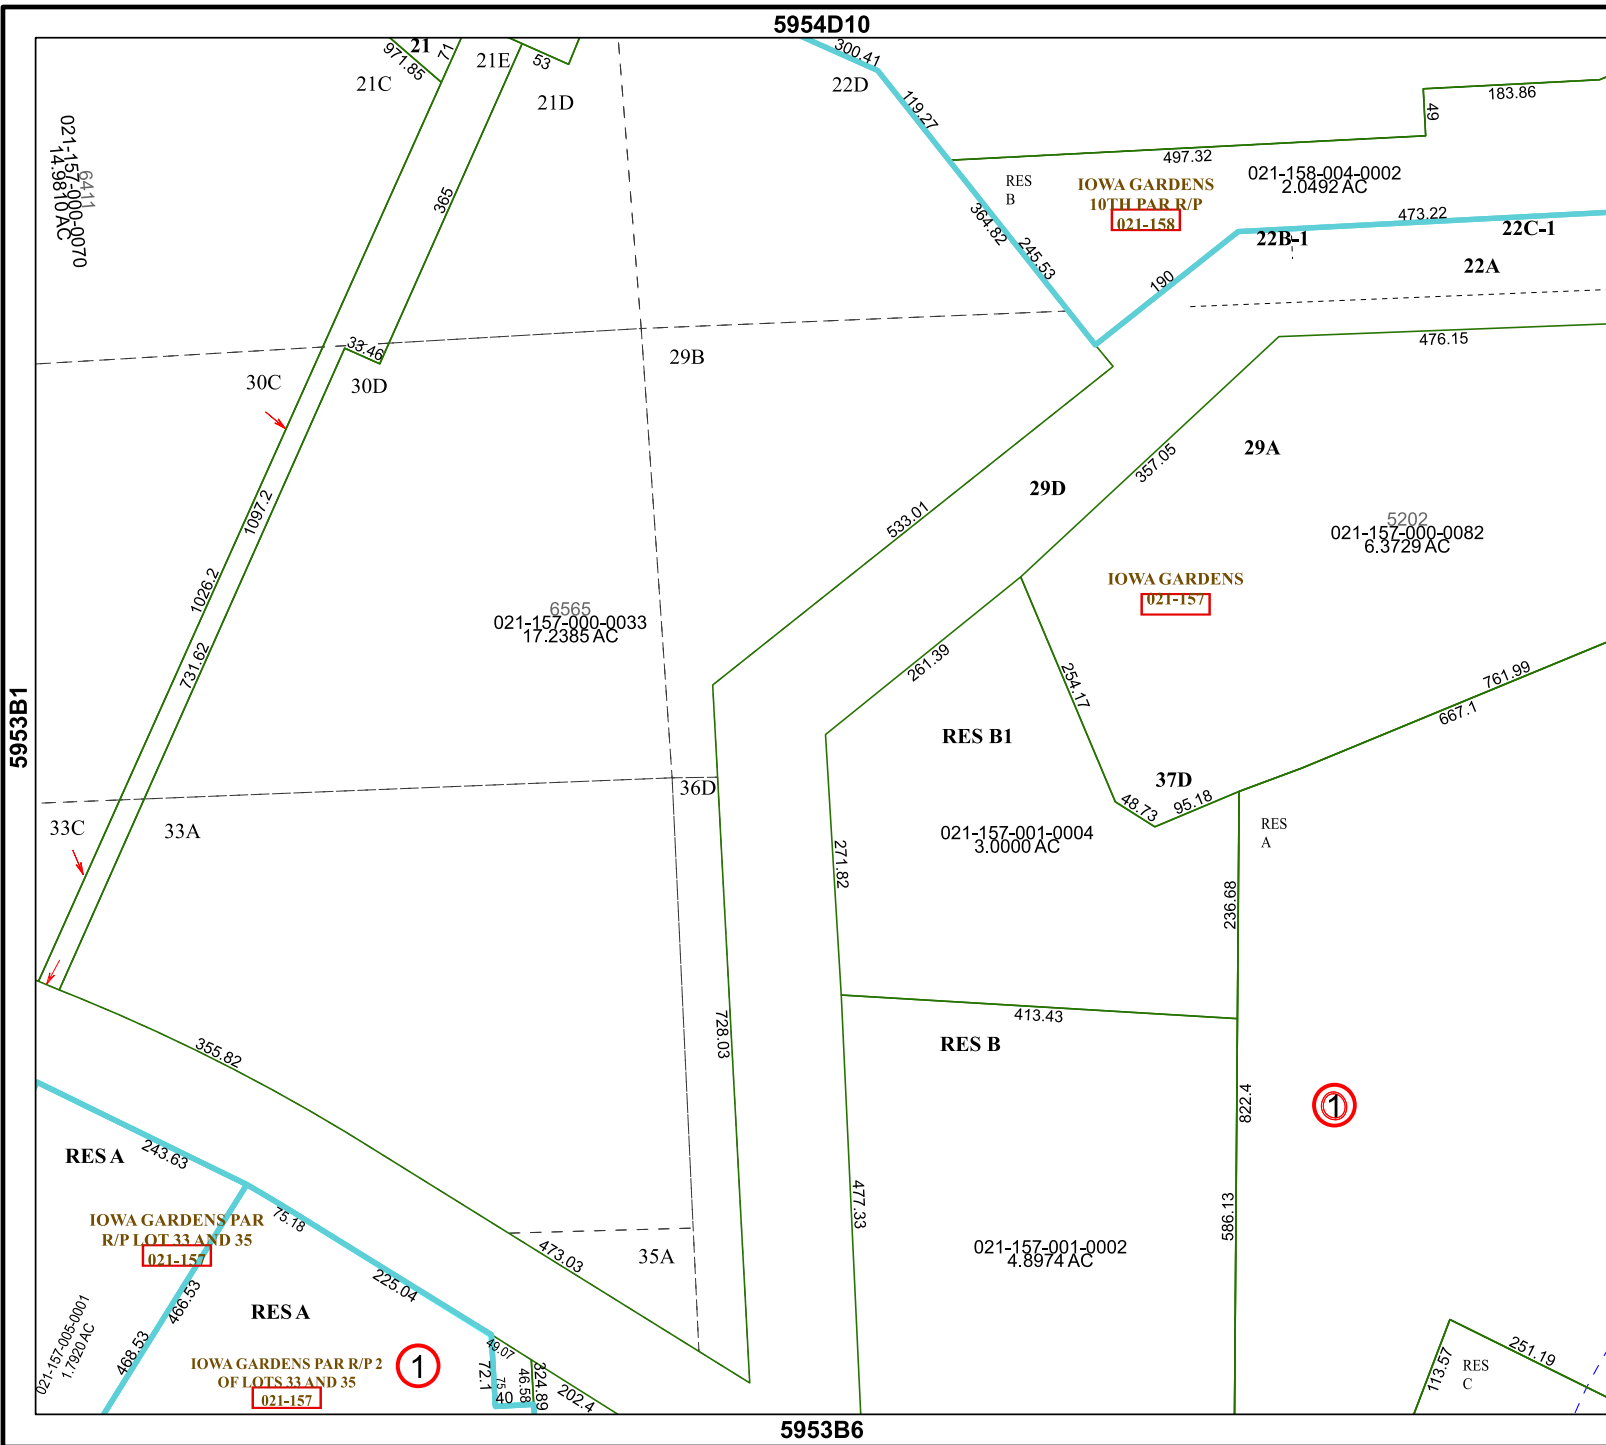 5954D10
971.85
21
71
21E
53
21C
21D
300.41
22D
119.27
183.86
49
497.32
021-158-004-0002
2.0492 AC
RES
B
IOWA GARDENS
10TH PAR R/P
021-158
473.22
22B-1
22C-1
22A
6411
021-157-000-0070
14.9810 AC
365
364.82
245.53
190
476.15
33.46
29B
30C
30D
29A
357.05
29D
533.01
5202
021-157-000-0082
6.3729 AC
1097.2
1026.2
731.62
IOWA GARDENS
021-157
6565
021-157-000-0033
17.2385 AC
261.39
254.17
761.99
667.1
5953B1
RES B1
37D
36D
48.73
95.18
33C
33A
RES
A
021-157-001-0004
3.0000 AC
271.82
236.68
413.43
RES B
728.03
355.82
822.4
1
RES A
243.63
477.33
586.13
75.18
IOWA GARDENS PAR
R/P LOT 33 AND 35
021-157
473.03
35A
021-157-001-0002
4.8974 AC
225.04
466.53
468.53
RES A
021-157-005-0001
1.7920 AC
IOWA GARDENS PAR R/P 2
OF LOTS 33 AND 35
021-157
1
49.07
72.1
75
46.58
324.89
40
202.4
113.57
RES
C
251.19
5953B6